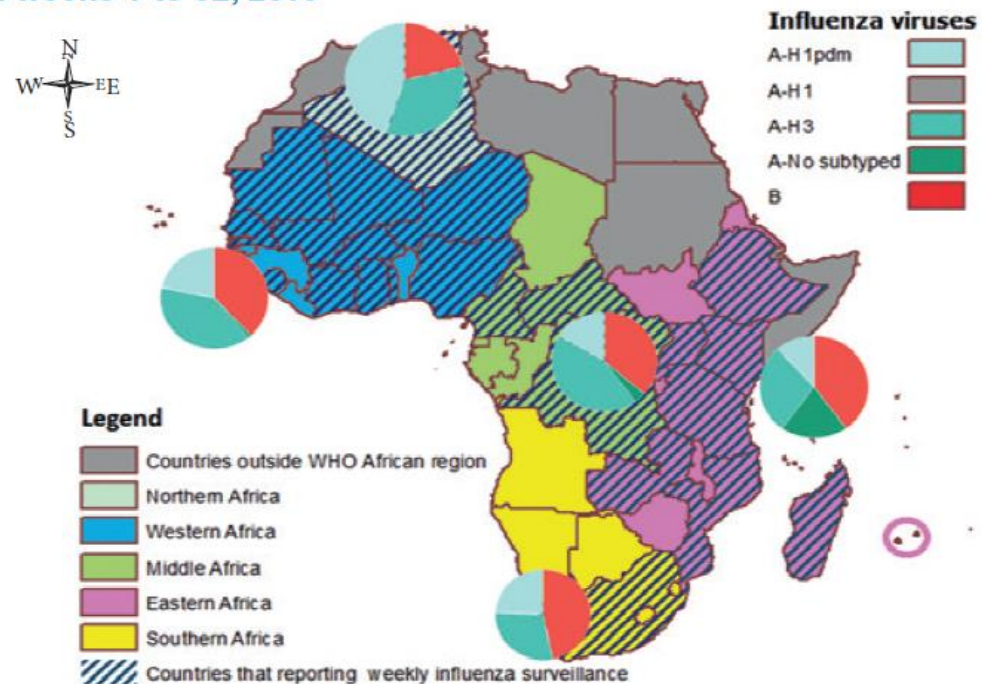 Influenza viruses
A-H1pdm
A-H1
A-H3
A-No subtyped
B
N
W EE
S
S
Legend
Countries outside WHO African region
Northern Africa
Western Africa
Middle Africa
Eastern Africa
Southern Africa
Countries that reporting weekly influenza surveillance